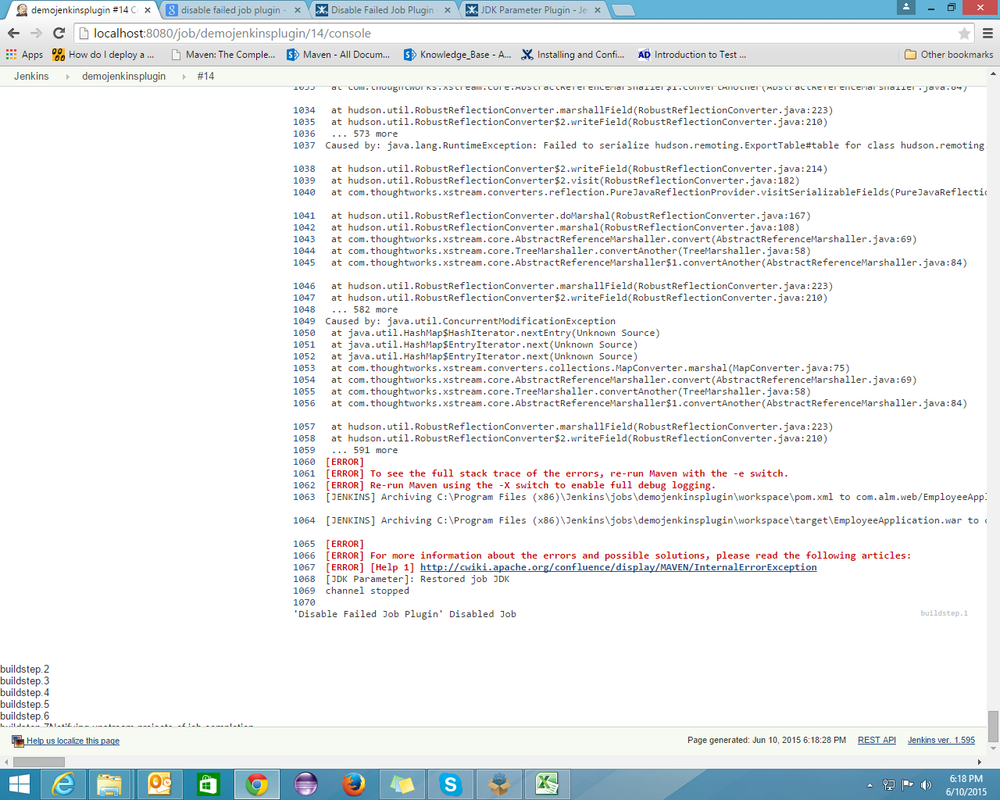 demojenkinsplugin #14 Co
disable failed job plugin -
Disable Failed Job Plugin
JDK Parameter Plugin - Je
localhost:8080/job/demojenkinsplugin/14/console
Apps
How do I deploy a ...
Maven: The Comple...
Maven - All Docum...
Knowledge_Base - A...
Installing and Confi...
Introduction to Test ...
Other bookmarks
Jenkins
demojenkinsplugin
#14
1033 at com.thoughtworks.xstream.core.AbstractReferenceMarshaller$1.convertAnother(AbstractReferenceMarshaller.java:84)
1034 at hudson.util.RobustReflectionConverter.marshallField(RobustReflectionConverter.java:223)
1035 at hudson.util.RobustReflectionConverter$2.writeField(RobustReflectionConverter.java:210)
1036 ... 573 more
1037 Caused by: java.lang.RuntimeException: Failed to serialize hudson.remoting.ExportTable#table for class hudson.remoting.
1038 at hudson.util.RobustReflectionConverter$2.writeField(RobustReflectionConverter.java:214)
1039 at hudson.util.RobustReflectionConverter$2.visit(RobustReflectionConverter.java:182)
1040 at com.thoughtworks.xstream.converters.reflection.PureJavaReflectionProvider.visitSerializableFields(PureJavaReflectio
1041 at hudson.util.RobustReflectionConverter.doMarshal(RobustReflectionConverter.java:167)
1042 at hudson.util.RobustReflectionConverter.marshal(RobustReflectionConverter.java:108)
1043 at com.thoughtworks.xstream.core.AbstractReferenceMarshaller.convert(AbstractReferenceMarshaller.java:69)
1044 at com.thoughtworks.xstream.core.TreeMarshaller.convertAnother(TreeMarshaller.java:58)
1045 at com.thoughtworks.xstream.core.AbstractReferenceMarshaller$1.convertAnother(AbstractReferenceMarshaller.java:84)
1046 at hudson.util.RobustReflectionConverter.marshallField(RobustReflectionConverter.java:223)
1047 at hudson.util.RobustReflectionConverter$2.writeField(RobustReflectionConverter.java:210)
1048 ... 582 more
1049 Caused by: java.util.ConcurrentModificationException
1050 at java.util.HashMap$HashIterator.nextEntry(Unknown Source)
1051 at java.util.HashMap$EntryIterator.next(Unknown Source)
1052 at java.util.HashMap$EntryIterator.next(Unknown Source)
1053 at com.thoughtworks.xstream.converters.collections.MapConverter.marshal(MapConverter.java:75)
1054 at com.thoughtworks.xstream.core.AbstractReferenceMarshaller.convert(AbstractReferenceMarshaller.java:69)
1055 at com.thoughtworks.xstream.core.TreeMarshaller.convertAnother(TreeMarshaller.java:58)
1056 at com.thoughtworks.xstream.core.AbstractReferenceMarshaller$1.convertAnother(AbstractReferenceMarshaller.java:84)
1057 at hudson.util.RobustReflectionConverter.marshallField(RobustReflectionConverter.java:223)
1058 at hudson.util.RobustReflectionConverter$2.writeField(RobustReflectionConverter.java:210)
1059 ... 591 more
1060 [ERROR]
1061 [ERROR] To see the full stack trace of the errors, re-run Maven with the -e switch.
1062 [ERROR] Re-run Maven using the -X switch to enable full debug logging.
1063 [JENKINS] Archiving C:\Program Files (x86)\Jenkins\jobs\demojenkinsplugin\workspace\pom.xml to com.alm.web/EmployeeAppl
1064 [JENKINS] Archiving C:\Program Files (x86)\Jenkins\jobs\demojenkinsplugin\workspace\target\EmployeeApplication.war to c
1065 [ERROR]
1066 [ERROR] For more information about the errors and possible solutions, please read the following articles:
1067 [ERROR] [Help 1] http://cwiki.apache.org/confluence/display/MAVEN/InternalErrorException
1068 [JDK Parameter]: Restored job JDK
1069 channel stopped
1070
'Disable Failed Job Plugin' Disabled Job
buildstep.1
buildstep.2
buildstep.3
buildstep.4
buildstep.5
buildstep.6
buildstep.7Notifying upstream projects of job completion
Help us localize this page
Page generated: Jun 10, 2015 6:18:28 PM
REST API
Jenkins ver. 1.595
6:18 PM
6/10/2015